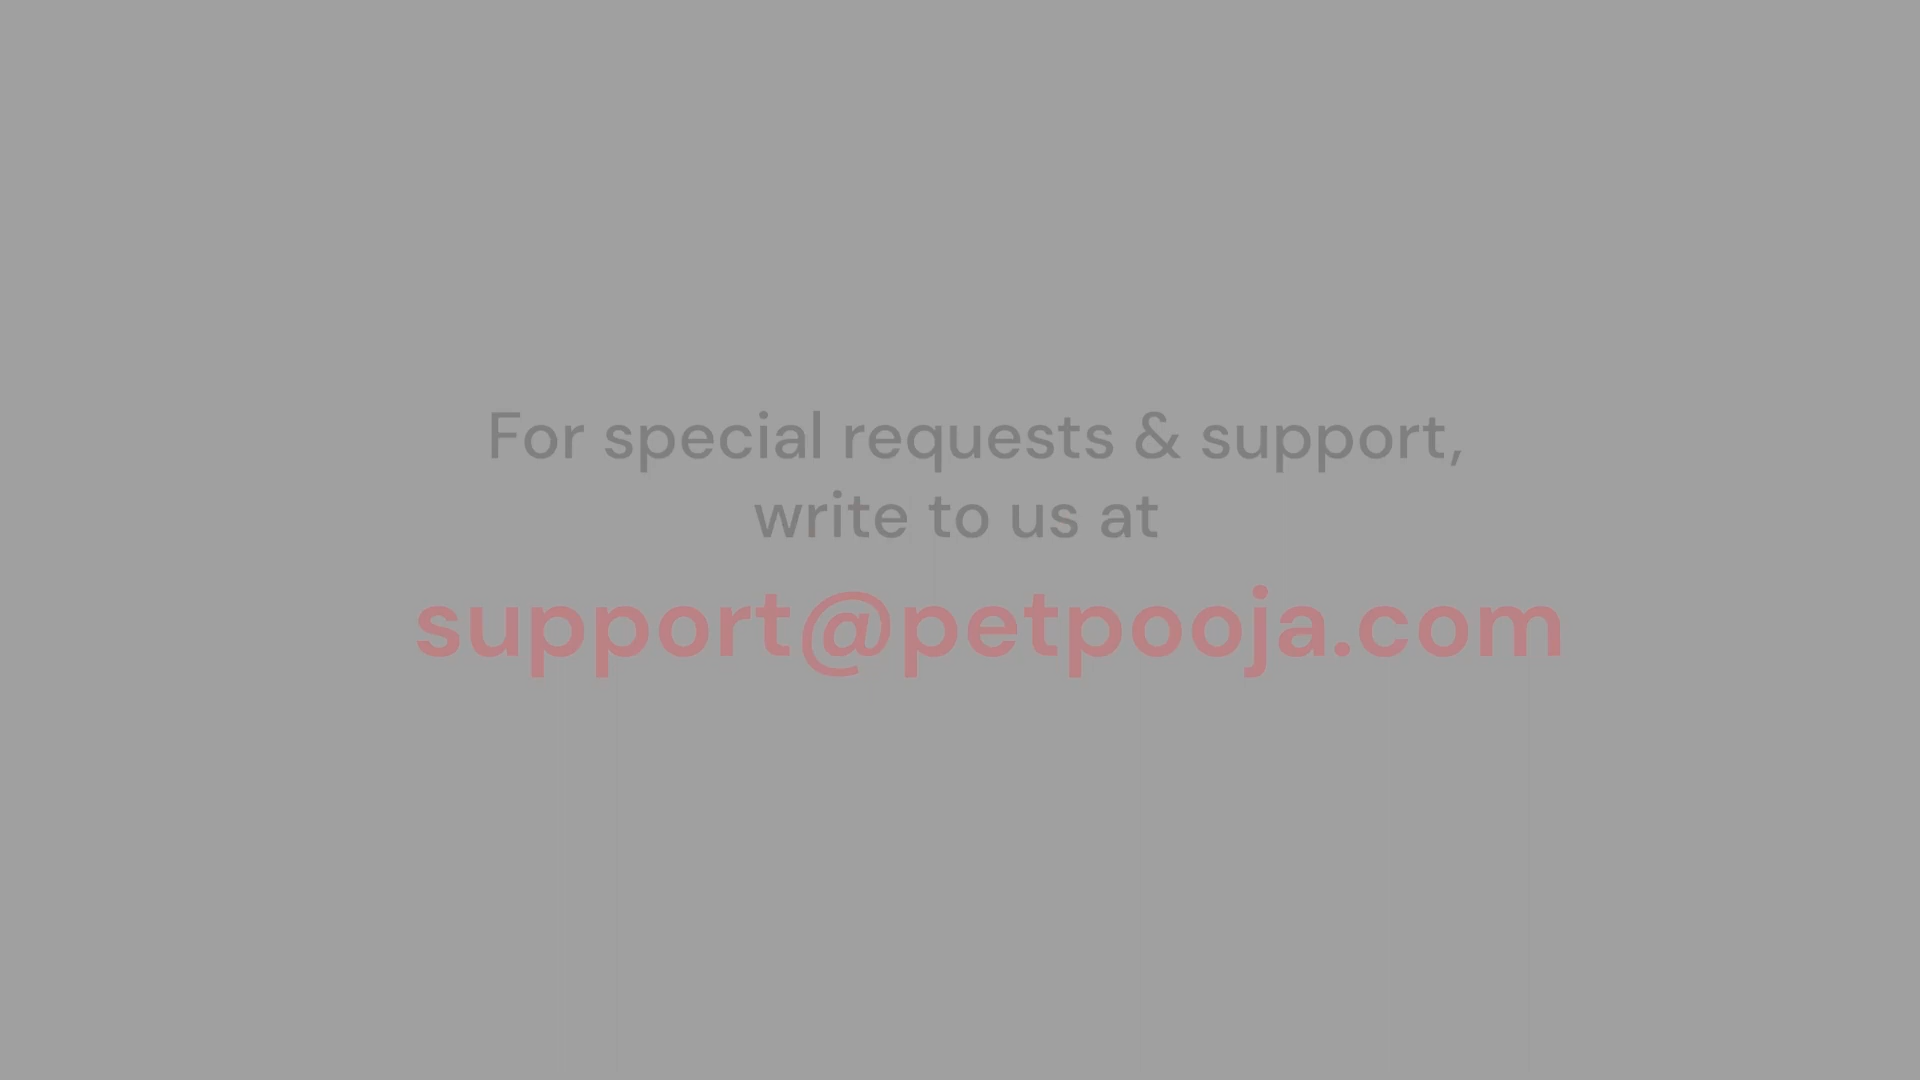 For special requests & support,
write to us at
support@petpooja.com